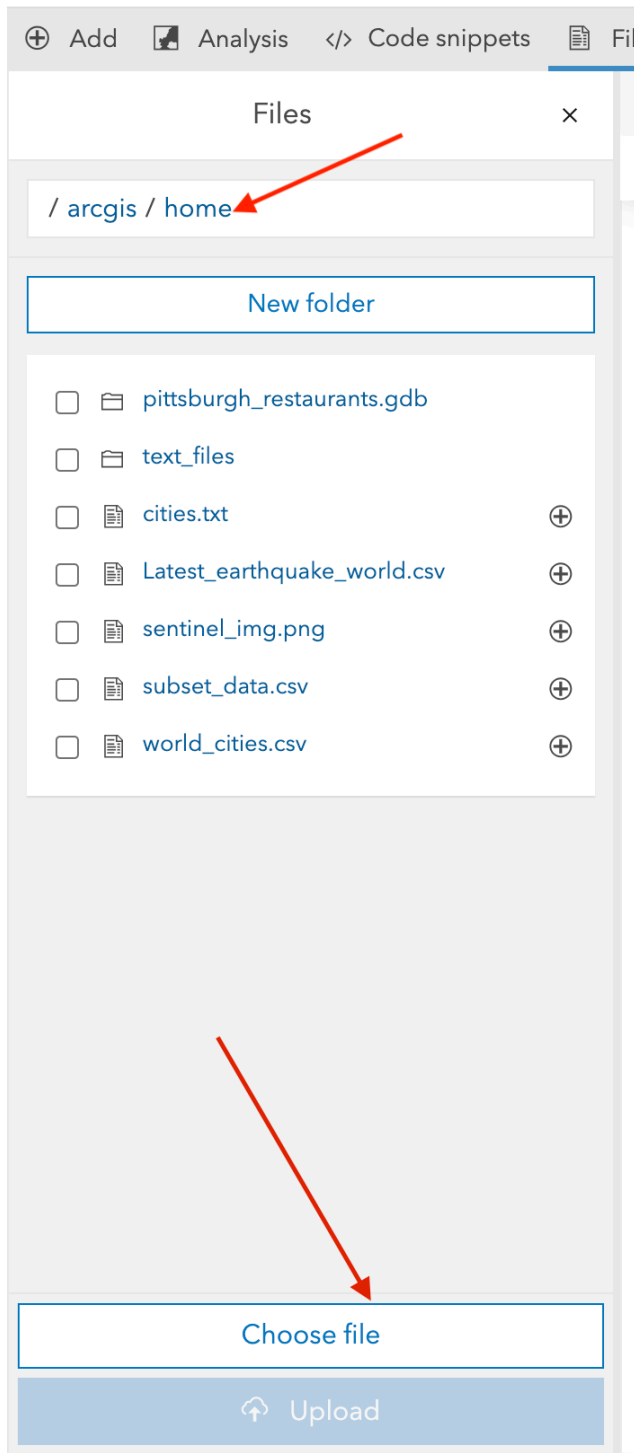 Add Analysis </> Code snippets Fil
Files ×
/ arcgis / home
New folder
pittsburgh_restaurants.gdb
text_files
cities.txt
Latest_earthquake_world.csv
sentinel_img.png
subset_data.csv
world_cities.csv
Choose file
Upload